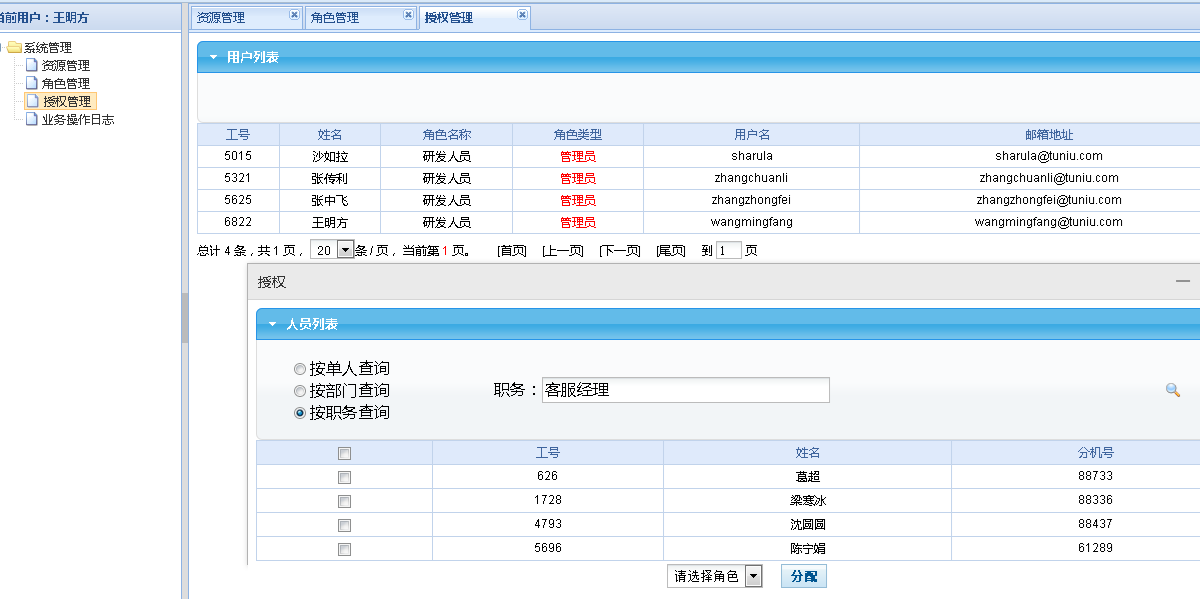 当前用户：王明方
系统管理
资源管理
角色管理
授权管理
业务操作日志
资源管理 角色管理 授权管理
用户列表
工号 姓名 角色名称 角色类型 用户名 邮箱地址
5015 沙如拉 研发人员 管理员 sharula sharula@tuniu.com
5321 张传利 研发人员 管理员 zhangchuanli zhangchuanli@tuniu.com
5625 张中飞 研发人员 管理员 zhangzhongfei zhangzhongfei@tuniu.com
6822 王明方 研发人员 管理员 wangmingfang wangmingfang@tuniu.com
总计 4 条，共 1 页， 20 条 / 页，当前第 1 页。 [首页] [上一页] [下一页] [尾页] 到 1 页
授权
人员列表
按单人查询
按部门查询
按职务查询
职务： 客服经理
工号 姓名 分机号
626 葛超 88733
1728 梁寒冰 88336
4793 沈圆圆 88437
5696 陈宁娟 61289
请选择角色 分配